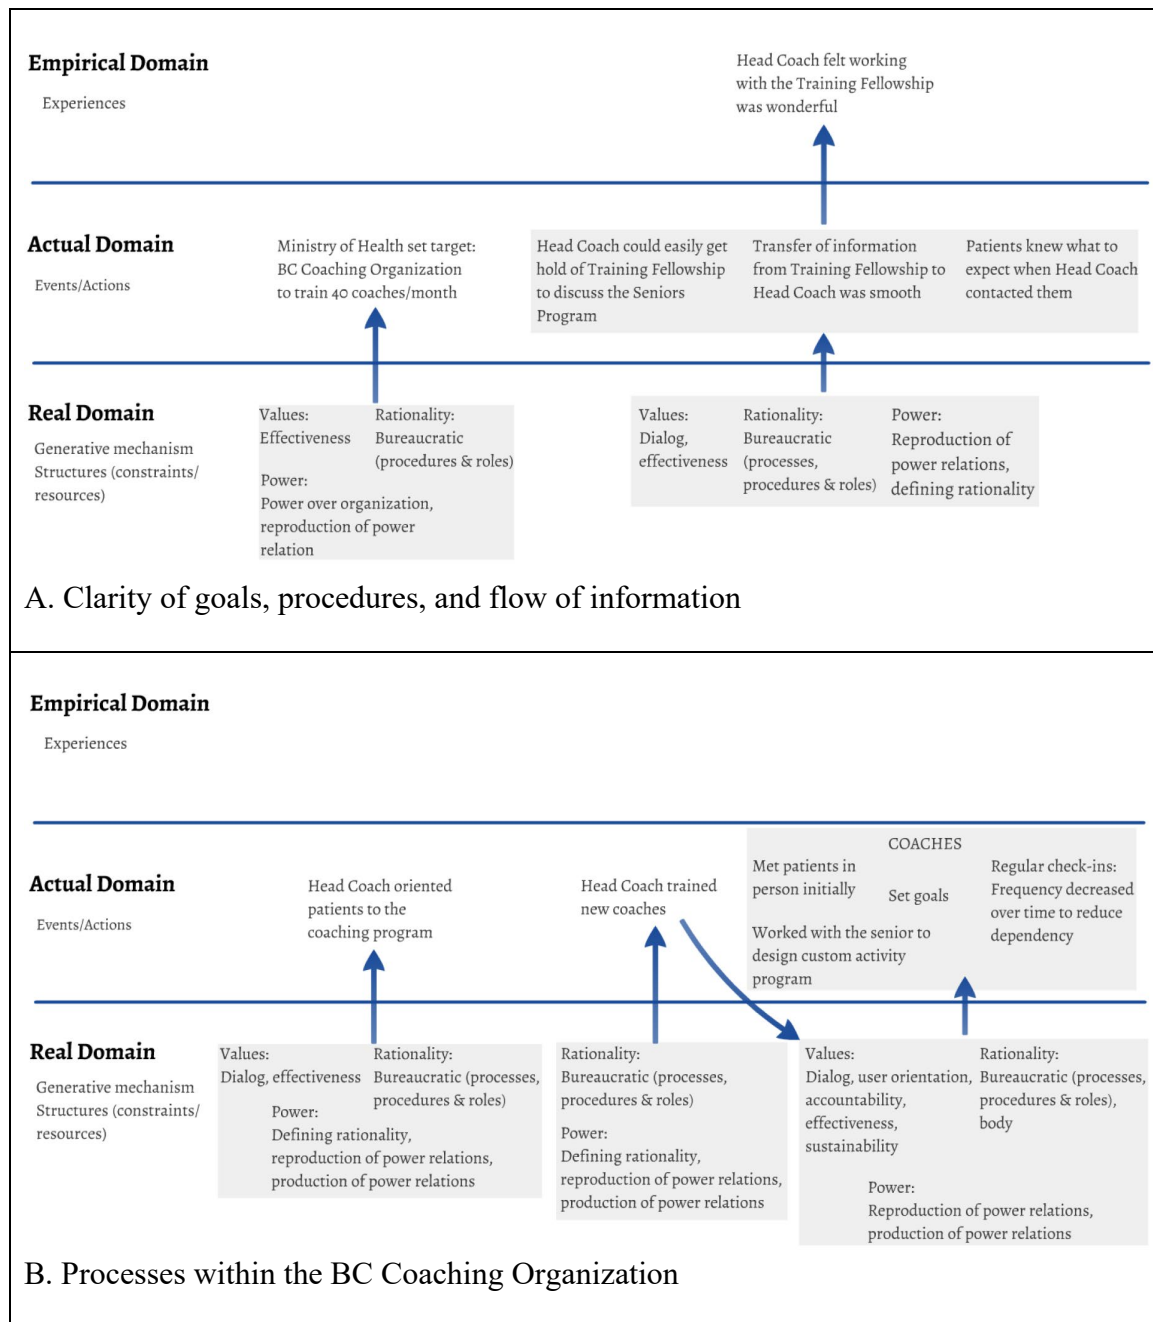 Empirical Domain
Experiences
Head Coach felt working
with the Training Fellowship
was wonderful
Actual Domain
Events/Actions
Ministry of Health set target:
BC Coaching Organization
to train 40 coaches/month
Head Coach could easily get
hold of Training Fellowship
to discuss the Seniors
Program
Transfer of information
from Training Fellowship to
Head Coach was smooth
Patients knew what to
expect when Head Coach
contacted them
Real Domain
Generative mechanism
Structures (constraints/
resources)
Values:
Effectiveness
Rationality:
Bureaucratic
(procedures & roles)
Power:
Power over organization,
reproduction of power
relation
Values:
Dialog,
effectiveness
Rationality:
Bureaucratic
(processes,
procedures & roles)
Power:
Reproduction of
power relations,
defining rationality
A. Clarity of goals, procedures, and flow of information
Empirical Domain
Experiences
Actual Domain
Events/Actions
Head Coach oriented
patients to the
coaching program
Head Coach trained
new coaches
COACHES
Met patients in
person initially
Set goals
Regular check-ins:
Frequency decreased
over time to reduce
dependency
Worked with the senior to
design custom activity
program
Real Domain
Generative mechanism
Structures (constraints/
resources)
Values:
Dialog, effectiveness
Rationality:
Bureaucratic (processes,
procedures & roles)
Power:
Defining rationality,
reproduction of power relations,
production of power relations
Rationality:
Bureaucratic (processes,
procedures & roles)
Power:
Defining rationality,
reproduction of power relations,
production of power relations
Values:
Dialog, user orientation,
accountability,
effectiveness,
sustainability
Rationality:
Bureaucratic (processes,
procedures & roles),
body
Power:
Reproduction of power relations,
production of power relations
B. Processes within the BC Coaching Organization